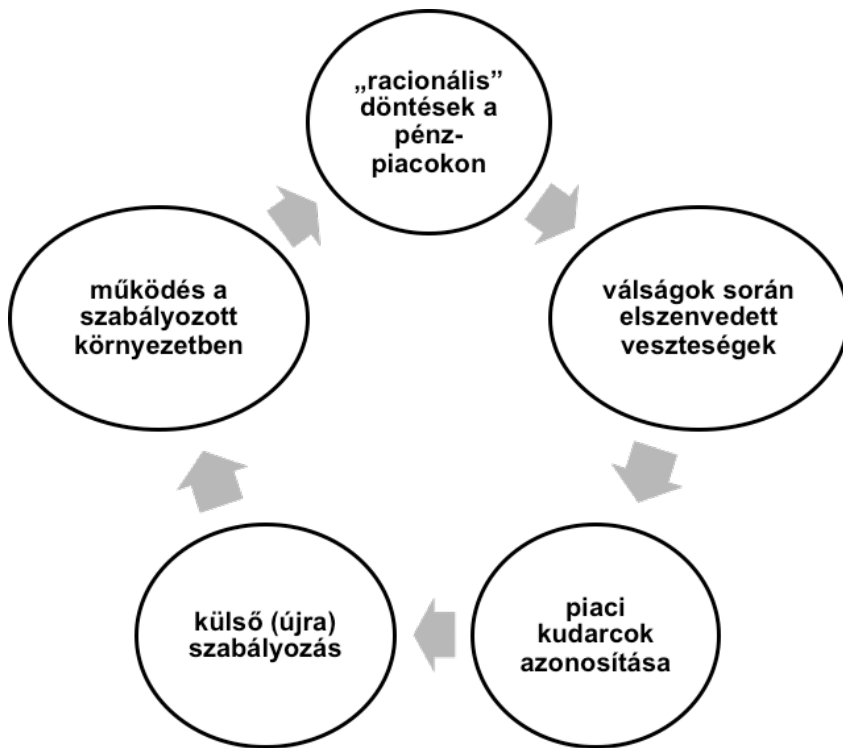 „racionális”
döntések a
pénz-
piacokon
válságok során
elszenvedett
veszteségek
piaci
kudarcok
azonosítása
külső (újra)
szabályozás
működés a
szabályozott
környezetben